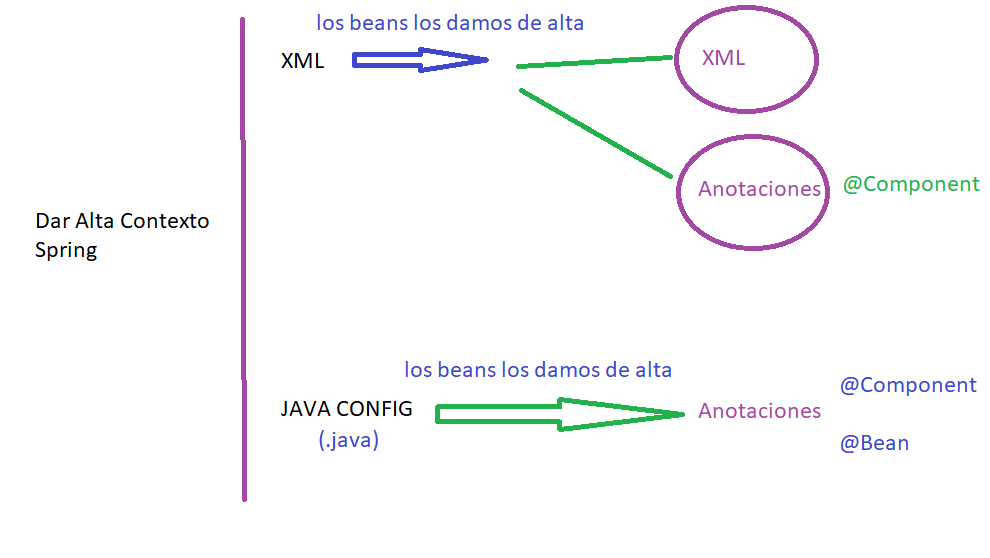 los beans los damos de alta
XML
XML
Anotaciones
@Component
Dar Alta Contexto
Spring
los beans los damos de alta
JAVA CONFIG
(.java)
Anotaciones
@Component
@Bean